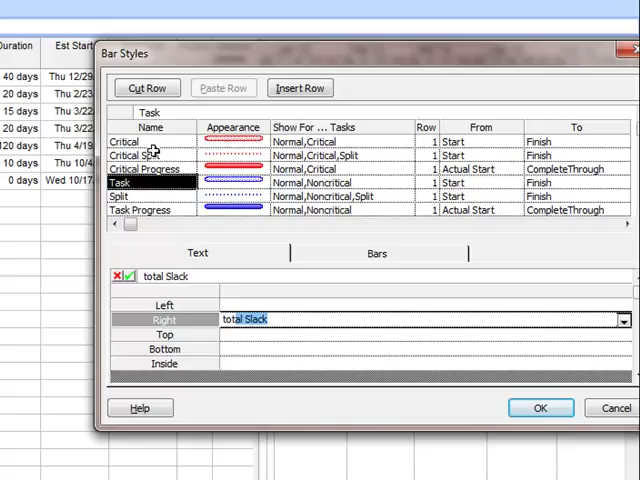 Duration Est Start
Bar Styles
40 days Thu 12/29
20 days Thu 2/23
15 days Thu 3/22
20 days Thu 3/22
120 days Thu 4/19
10 days Thu 10/4
0 days Wed 10/17
Cut Row Paste Row Insert Row
Task
Name Appearance Show For ... Tasks Row From To
Critical Normal,Critical 1 Start Finish
Critical Split Normal,Critical,Split 1 Start Finish
Critical Progress Normal,Critical 1 Actual Start CompleteThrough
Task Normal,Noncritical 1 Start Finish
Split Normal,Noncritical,Split 1 Start Finish
Task Progress Normal,Noncritical 1 Actual Start CompleteThrough
Text Bars
total Slack
Left
Right total Slack
Top
Bottom
Inside
Help OK Cancel